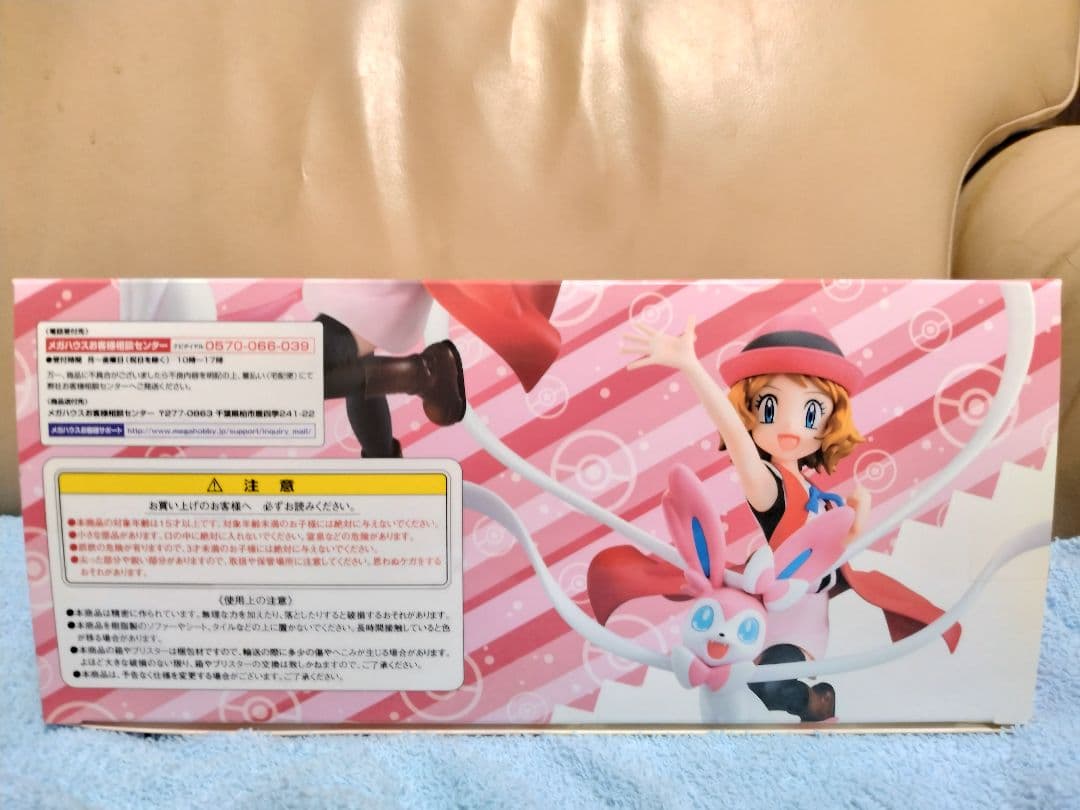 〈電話受付先〉
メガハウスお客様相談センター ナビダイヤル 0570-066-039
●受付時間 月～金曜日(祝日を除く) 10時～17時
万一、商品に不具合がございましたら不良内容を明記の上、着払い(宅配便)にて
弊社お客様相談センターへご発送ください。
〈商品送付先〉
メガハウスお客様相談センター 〒277-0863 千葉県柏市豊四季241-22
メガハウスお客様サポート http://www.megahobby.jp/support/inquiry_mail/
⚠ 注意
お買い上げのお客様へ 必ずお読みください。
●本商品の対象年齢は15才以上です。対象年齢未満のお子様には絶対に与えないでください。
●小さな部品があります。口の中に絶対に入れないでください。窒息などの危険があります。
●誤飲の危険が有りますので、3才未満のお子様には絶対に与えないでください。
●尖った部分や鋭い部分がありますので、取扱や保管場所に注意してください。思わぬケガをする
おそれがあります。
〈使用上の注意〉
●本商品は精密に作られています。無理な力を加えたり、落としたりすると破損するおそれがあります。
●本商品を樹脂製のソファーやシート、タイルなどの上に置かないでください。長時間接触していると色
が移る場合があります。
●本商品の箱やブリスターは梱包材ですので、輸送の際に多少の傷やへこみが生じる場合があります。
よほど大きな破損のない限り、箱やブリスターの交換は致しかねますので、ご了承ください。
●本商品は、予告なく仕様を変更する場合がございます。ご了承ください。